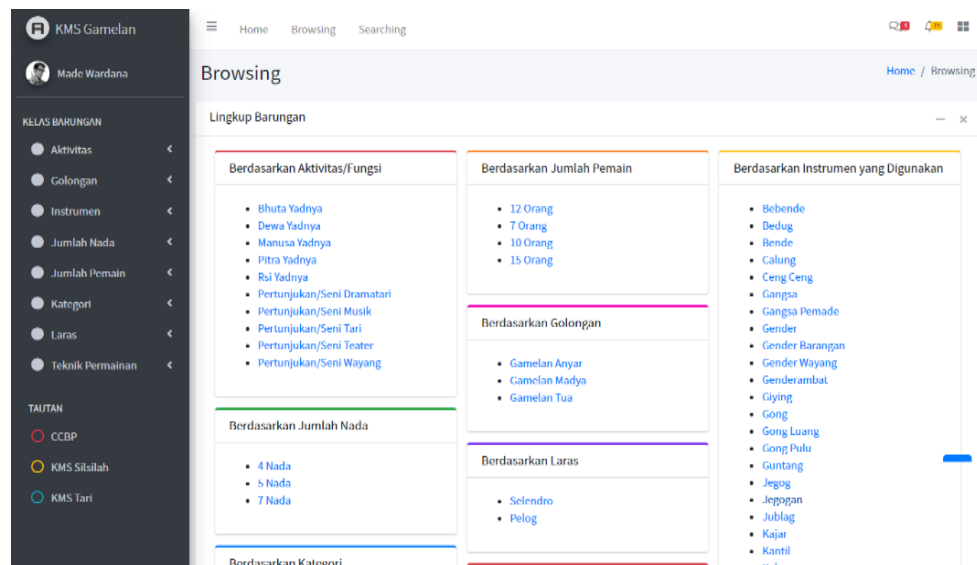 KMS Gamelan
Home Browsing Searching
Made Wardana
Browsing
Home / Browsing
KELAS BARUNGAN
Aktivitas
Golongan
Instrumen
Jumlah Nada
Jumlah Pemain
Kategori
Laras
Teknik Permainan
TAUTAN
CCBP
KMS Silsilah
KMS Tari
Lingkup Barungan
Berdasarkan Aktivitas/Fungsi
Bhuta Yadnya
Dewa Yadnya
Manusa Yadnya
Pitra Yadnya
Rsi Yadnya
Pertunjukan/Seni Dramatari
Pertunjukan/Seni Musik
Pertunjukan/Seni Tari
Pertunjukan/Seni Teater
Pertunjukan/Seni Wayang
Berdasarkan Jumlah Nada
4 Nada
5 Nada
7 Nada
Berdasarkan Kategori
Berdasarkan Jumlah Pemain
12 Orang
7 Orang
10 Orang
15 Orang
Berdasarkan Golongan
Gamelan Anyar
Gamelan Madya
Gamelan Tua
Berdasarkan Laras
Selendro
Pelog
Berdasarkan Instrumen yang Digunakan
Bebende
Bedug
Bende
Calung
Ceng Ceng
Gangsa
Gangsa Pemade
Gender
Gender Barangan
Gender Wayang
Genderambat
Giying
Gong
Gong Luang
Gong Pulu
Guntang
Jegog
Jegogan
Jublag
Kajar
Kantil